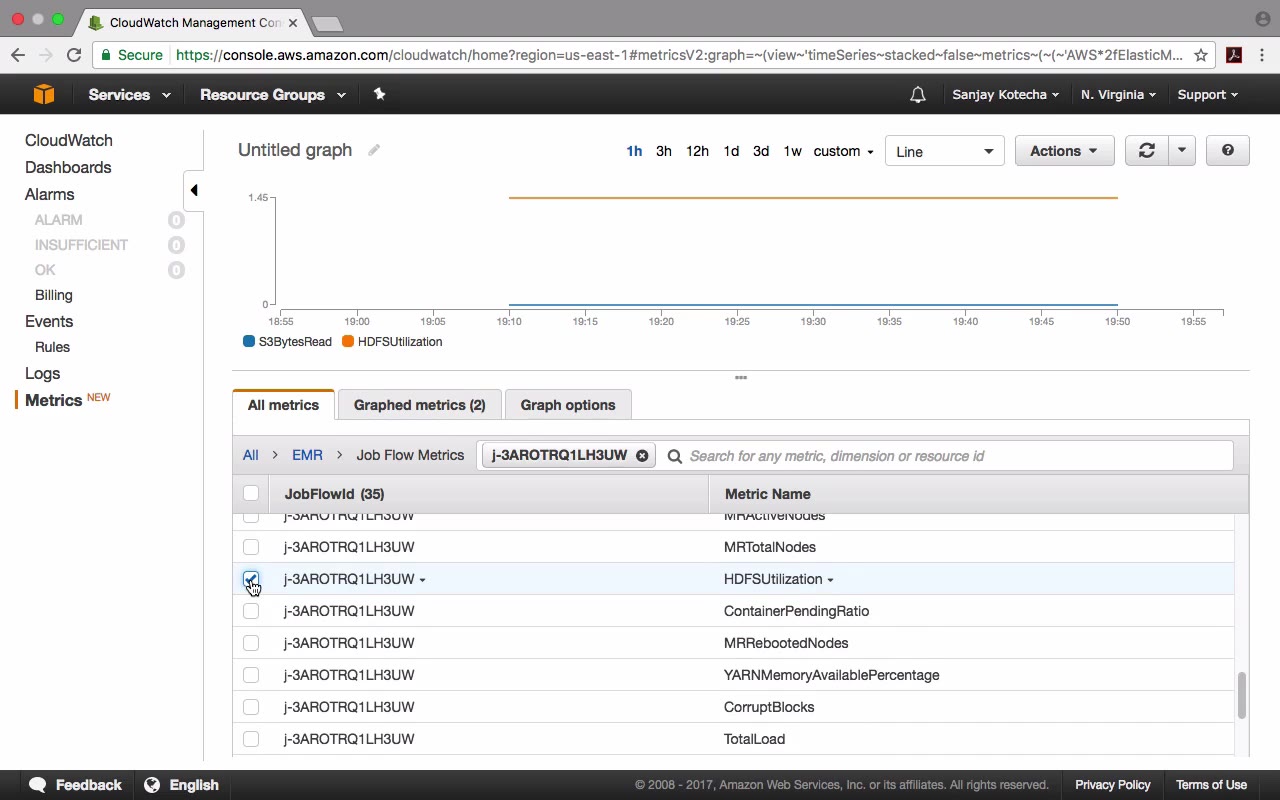 CloudWatch Management Con
Secure https://console.aws.amazon.com/cloudwatch/home?region=us-east-1#metricsV2:graph=~(view~'timeSeries~stacked~false~metrics~(~(~'AWS*2fElasticM...
Services Resource Groups Sanjay Kotecha N. Virginia Support
CloudWatch
Dashboards
Alarms
ALARM 0
INSUFFICIENT 0
OK 0
Billing
Events
Rules
Logs
Metrics NEW
Untitled graph 1h 3h 12h 1d 3d 1w custom Line Actions
1.45
0
18:55 19:00 19:05 19:10 19:15 19:20 19:25 19:30 19:35 19:40 19:45 19:50 19:55
S3BytesRead HDFSUtilization
All metrics Graphed metrics (2) Graph options
All > EMR > Job Flow Metrics j-3AROTRQ1LH3UW Search for any metric, dimension or resource id
JobFlowId (35) Metric Name
j-3AROTRQ1LH3UW MRActiveNodes
j-3AROTRQ1LH3UW MRTotalNodes
j-3AROTRQ1LH3UW HDFSUtilization
j-3AROTRQ1LH3UW ContainerPendingRatio
j-3AROTRQ1LH3UW MRRebootedNodes
j-3AROTRQ1LH3UW YARNMemoryAvailablePercentage
j-3AROTRQ1LH3UW CorruptBlocks
j-3AROTRQ1LH3UW TotalLoad
Feedback English © 2008 - 2017, Amazon Web Services, Inc. or its affiliates. All rights reserved. Privacy Policy Terms of Use